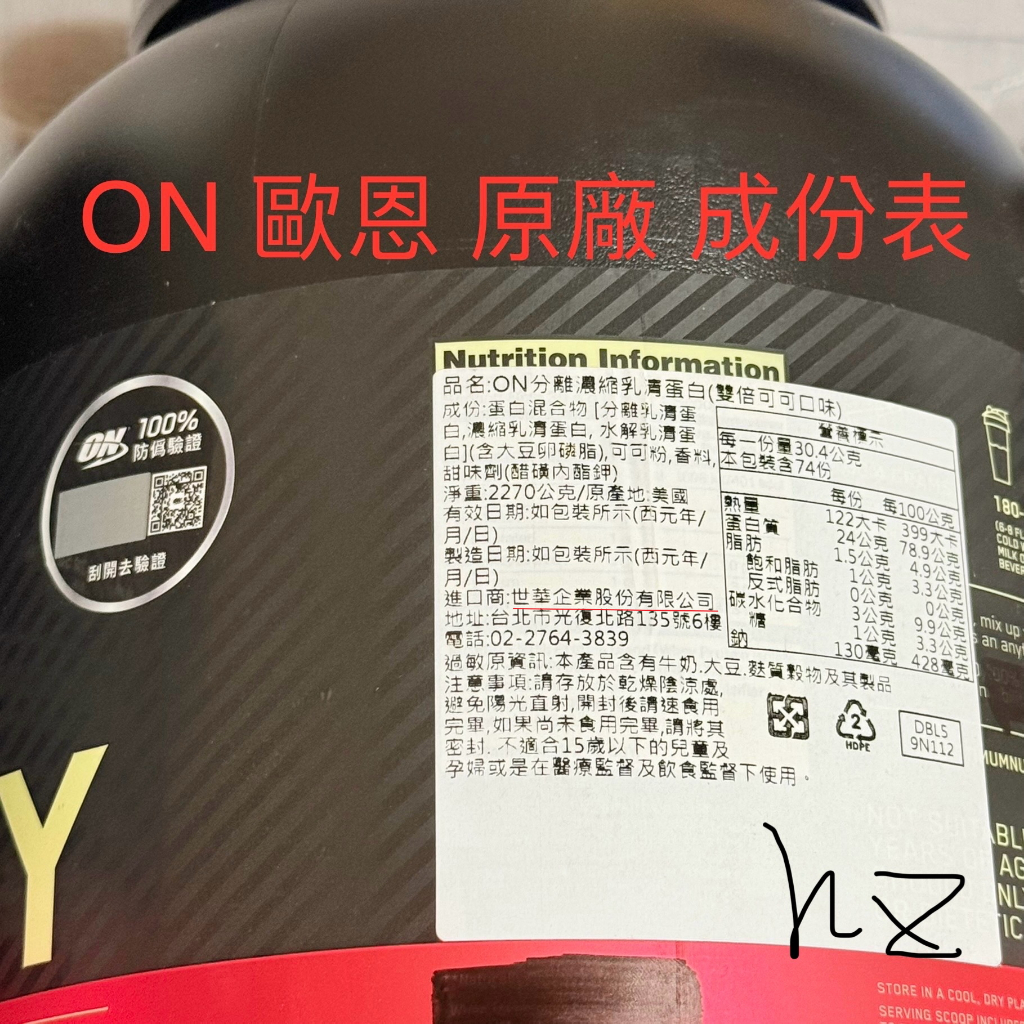 ON 歐恩 原廠 成份表
ON
100%
防偽驗證
刮開去驗證
Nutrition Information
品名:ON分離濃縮乳清蛋白(雙倍可可口味)
成份:蛋白混合物 [分離乳清蛋
白,濃縮乳清蛋白, 水解乳清蛋
白](含大豆卵磷脂),可可粉,香料,
甜味劑(醋磺內酯鉀)
淨重:2270公克/原產地:美國
有效日期:如包裝所示(西元年/
月/日)
製造日期:如包裝所示(西元年/
月/日)
進口商:世華企業股份有限公司
地址:台北市光復北路135號6樓
電話:02-2764-3839
過敏原資訊:本產品含有牛奶,大豆,麩質穀物及其製品
注意事項:請存放於乾燥陰涼處,
避免陽光直射,開封後請速食用
完畢,如果尚未食用完畢,請將其
密封. 不適合15歲以下的兒童及
孕婦或是在醫療監督及飲食監督下使用。
營養標示
每一份量30.4公克
本包裝含74份
每份 每100公克
熱量 122大卡 399大卡
蛋白質 24公克 78.9公克
脂肪 1.5公克 4.9公克
飽和脂肪 1公克 3.3公克
反式脂肪 0公克 0公克
碳水化合物 3公克 9.9公克
糖 1公克 3.3公克
鈉 130毫克 428毫克
2
HDPE
DBLS
9N112
hz
Y
180-
mix up
STORE IN A COOL, DRY PLA
SERVING SCOOP INCLUDE